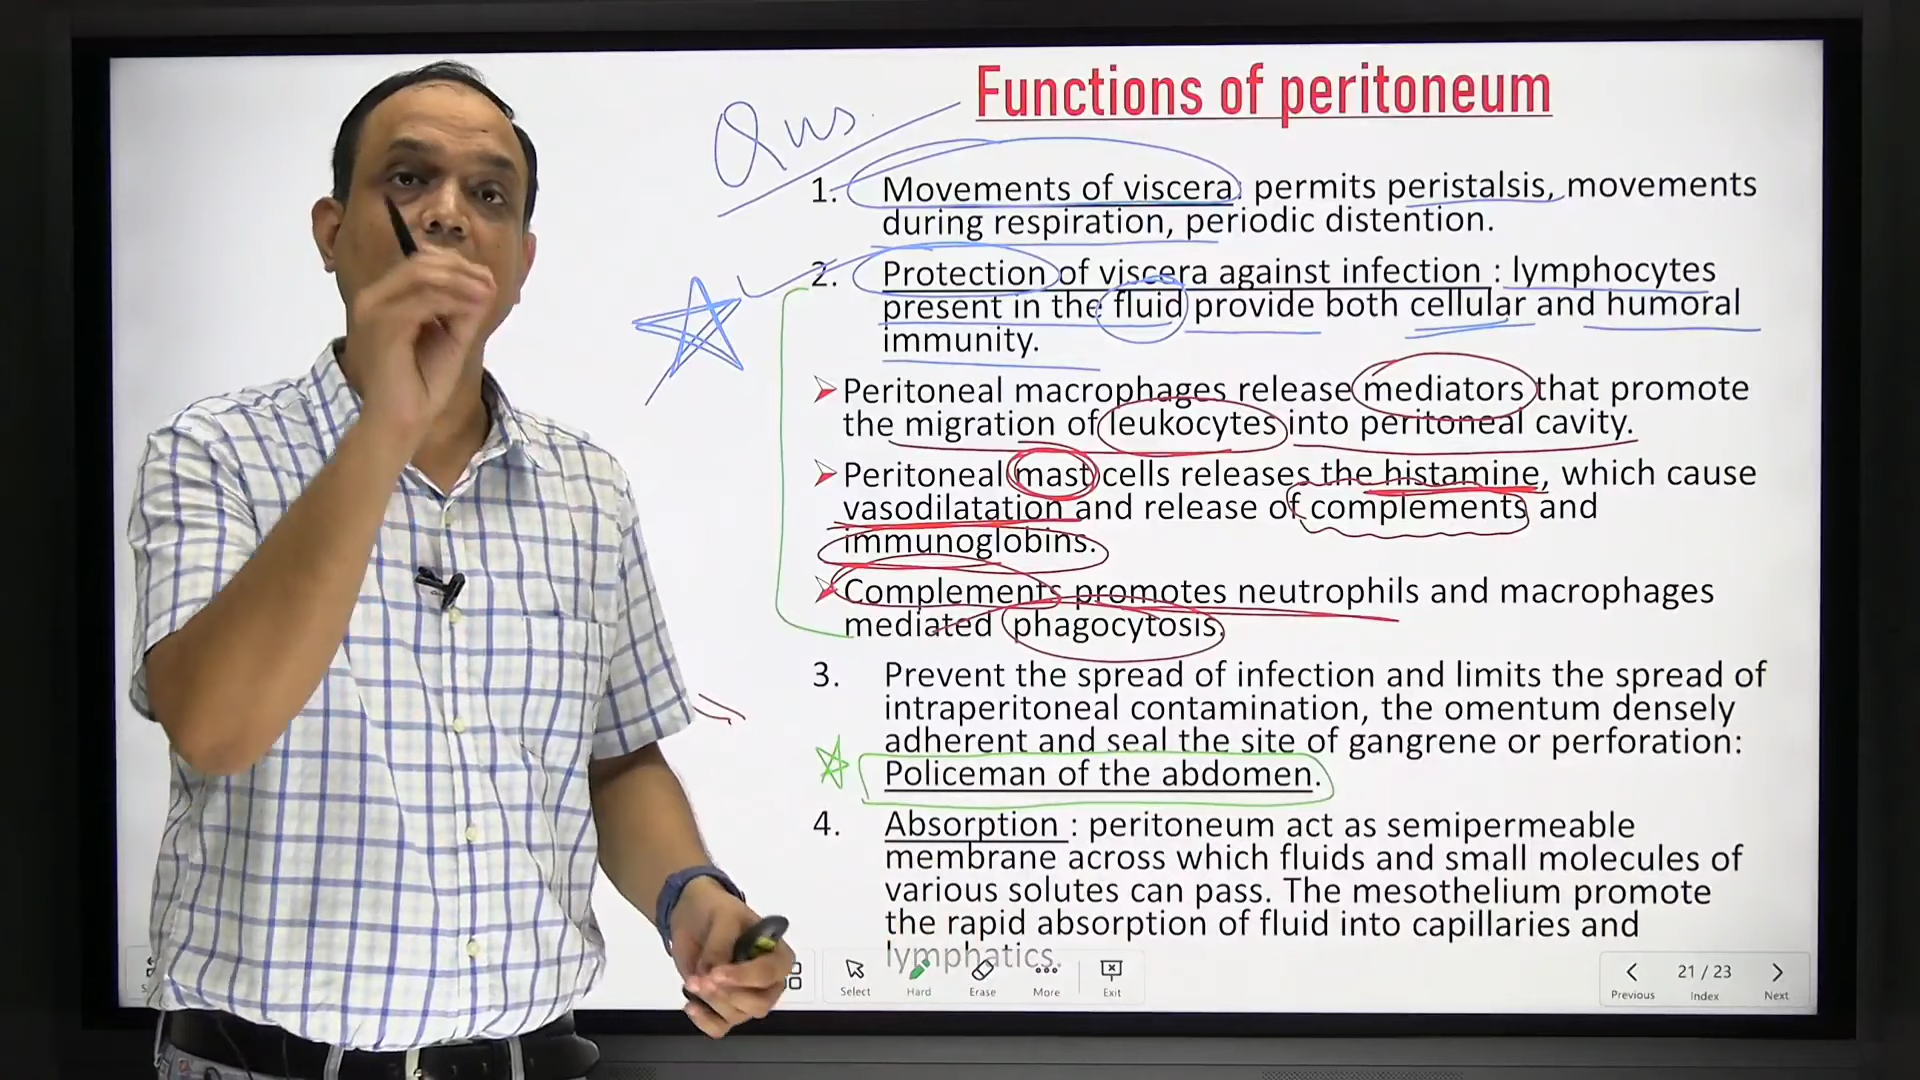 Functions of peritoneum
Qus.
1. Movements of viscera: permits peristalsis, movements
during respiration, periodic distention.
2. Protection of viscera against infection : lymphocytes
present in the fluid provide both cellular and humoral
immunity.
Peritoneal macrophages release mediators that promote
the migration of leukocytes into peritoneal cavity.
Peritoneal mast cells releases the histamine, which cause
vasodilatation and release of complements and
immunoglobins.
Complements promotes neutrophils and macrophages
mediated phagocytosis.
3. Prevent the spread of infection and limits the spread of
intraperitoneal contamination, the omentum densely
adherent and seal the site of gangrene or perforation:
Policeman of the abdomen.
4. Absorption : peritoneum act as semipermeable
membrane across which fluids and small molecules of
various solutes can pass. The mesothelium promote
the rapid absorption of fluid into capillaries and
lymphatics.
Select Hard Erase More Exit
21 / 23
Previous Index Next